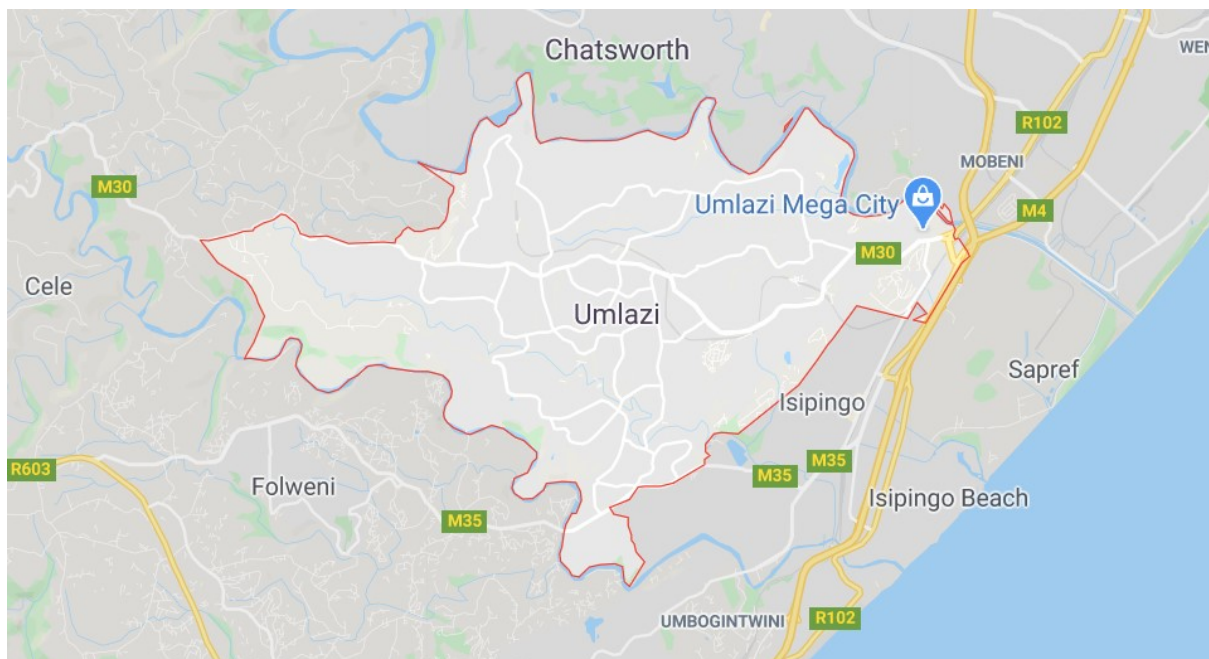 Chatsworth
WEN
R102
MOBENI
M30
Umlazi Mega City
M4
M30
Cele
Umlazi
Sapref
Isipingo
M35
R603
M35
Folweni
Isipingo Beach
M35
R102
UMBOGINTWINI